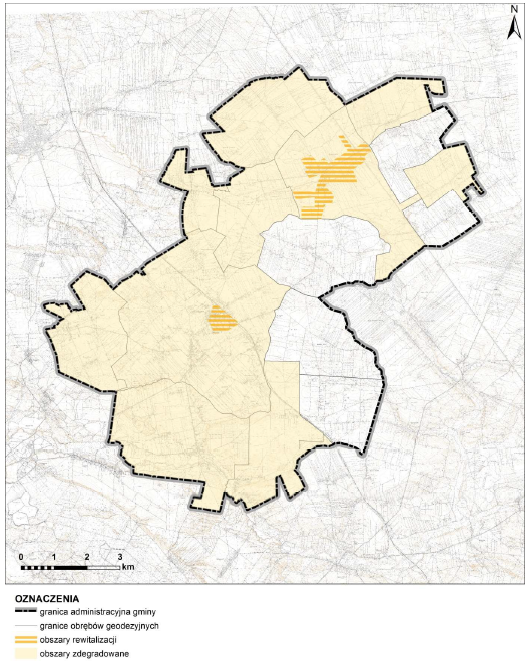 N
0 1 2 3
km
OZNACZENIA
granica administracyjna gminy
granice obrębów geodezyjnych
obszary rewitalizacji
obszary zdegradowane